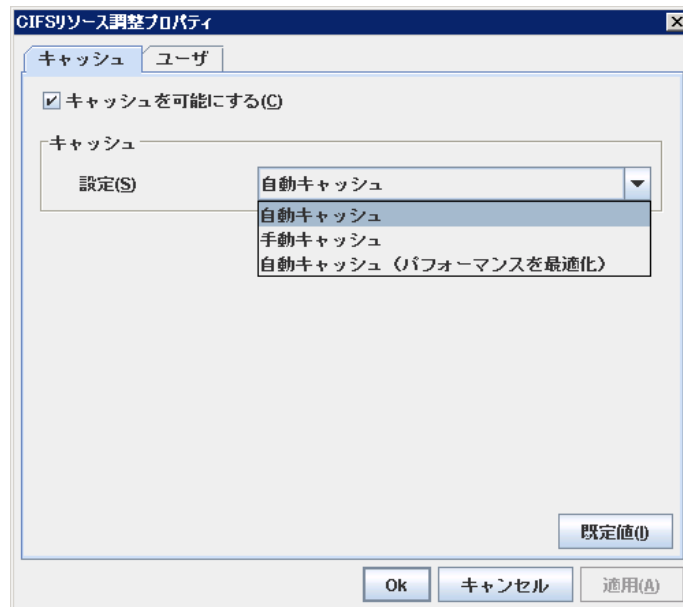 CIFSリソース調整プロパティ
キャッシュ ユーザ
キャッシュを可能にする(C)
キャッシュ
設定(S) 自動キャッシュ
自動キャッシュ
手動キャッシュ
自動キャッシュ（パフォーマンスを最適化）
既定値(I)
Ok キャンセル 適用(A)